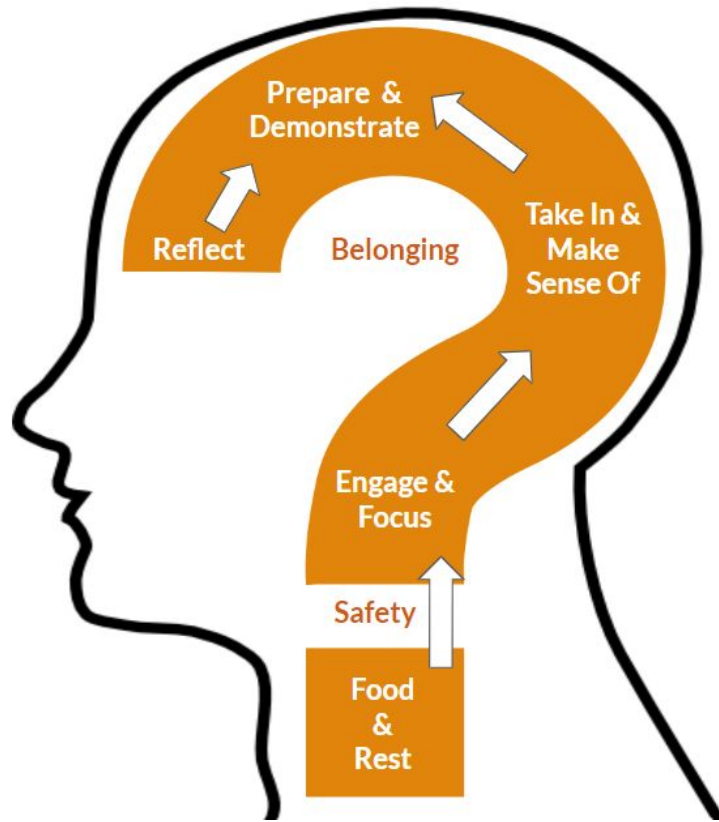 Prepare &
Demonstrate
Take In &
Make
Sense Of
Reflect
Belonging
Engage &
Focus
Safety
Food
&
Rest